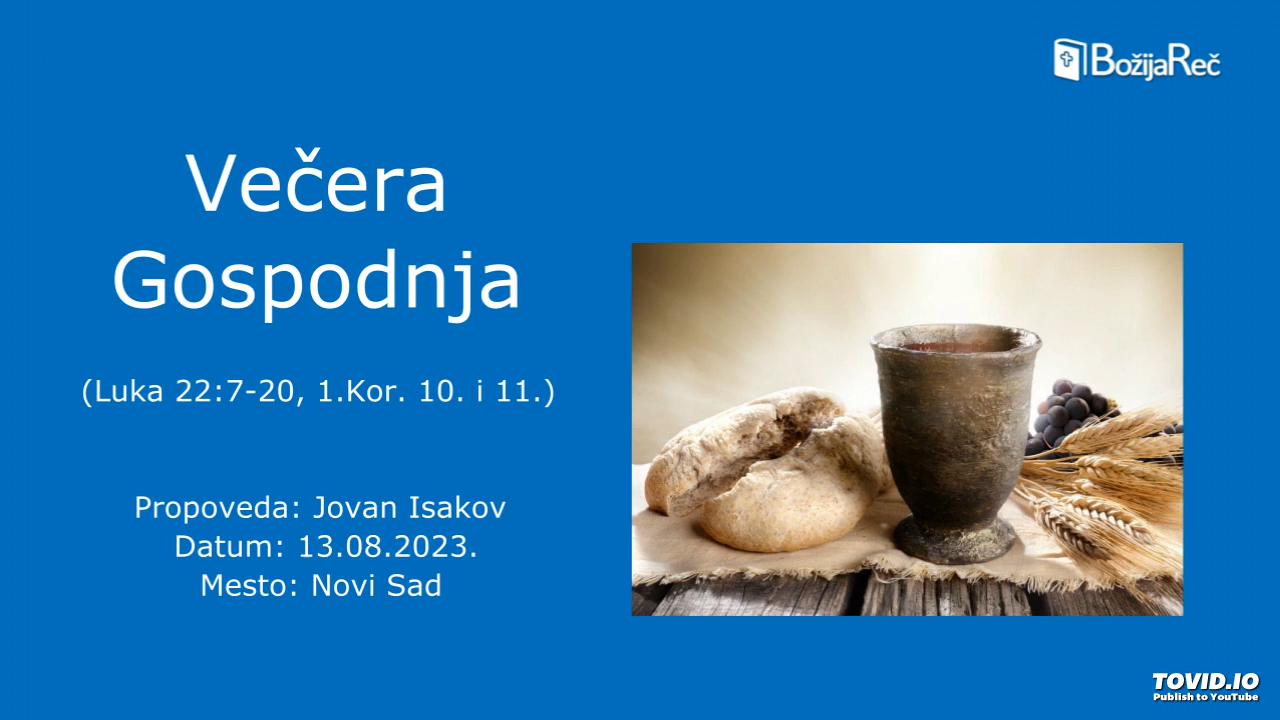 BožijaReč
Večera
Gospodnja
(Luka 22:7-20, 1.Kor. 10. i 11.)
Propoveda: Jovan Isakov
Datum: 13.08.2023.
Mesto: Novi Sad
TOVID.IO
Publish to YouTube